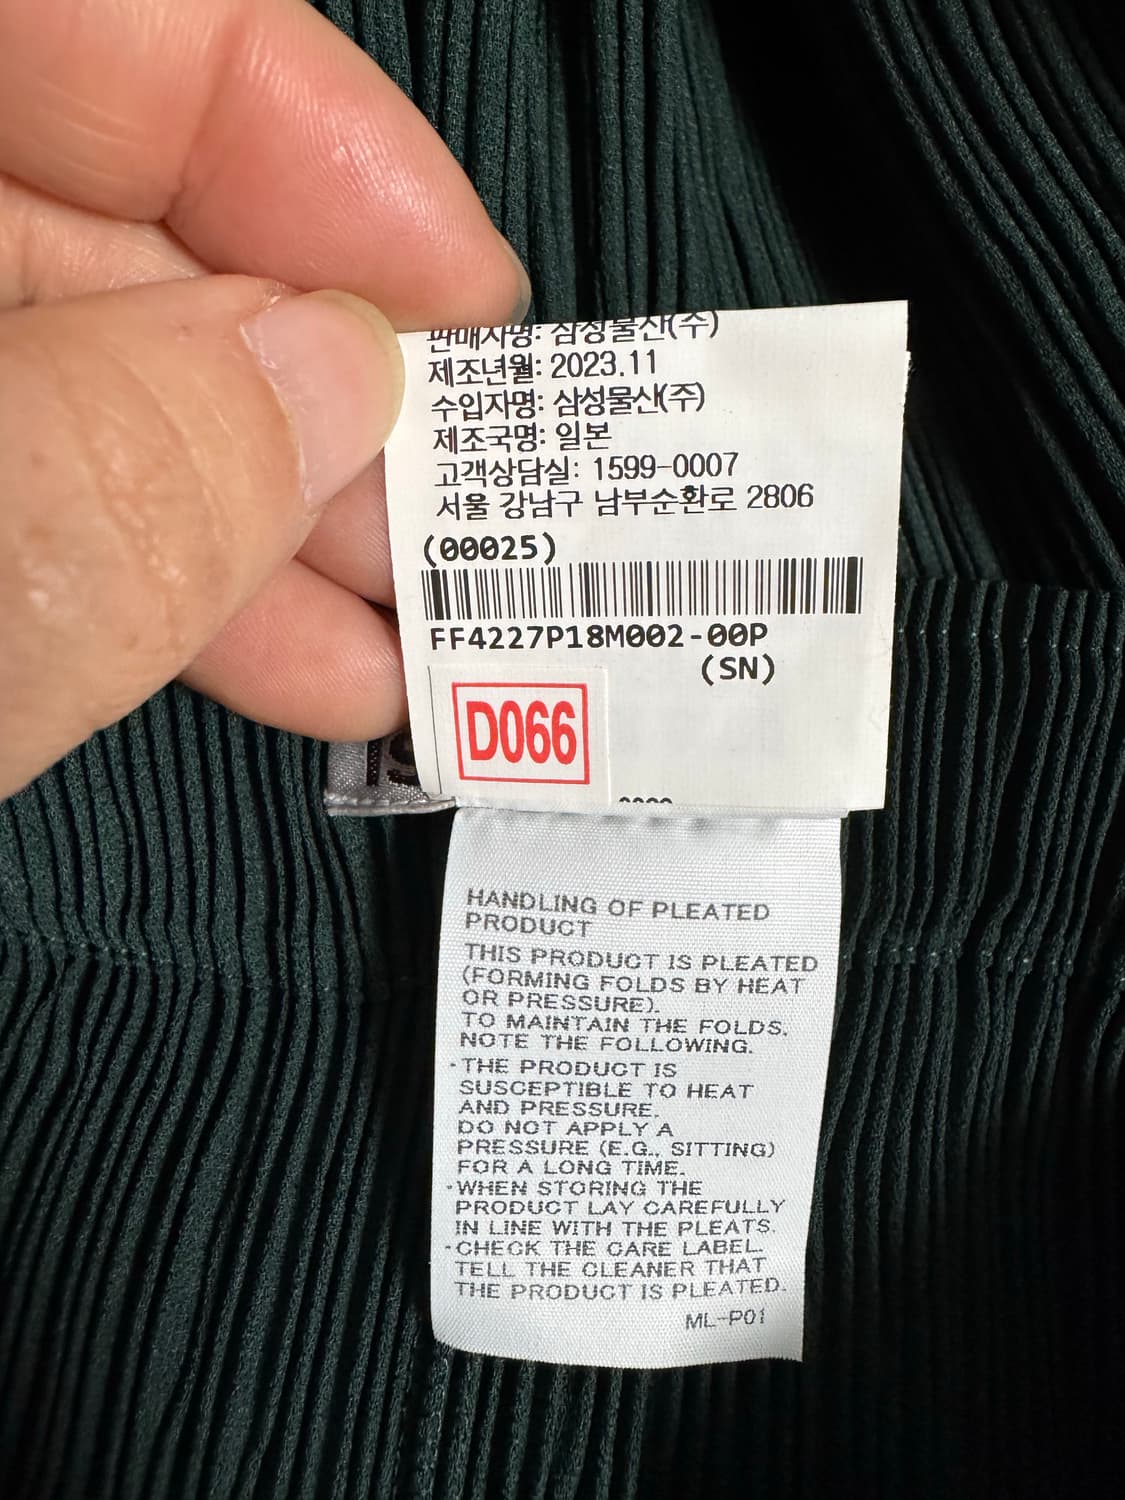 판매자명: 삼성물산(주)
제조년월: 2023.11
수입자명: 삼성물산(주)
제조국명: 일본
고객상담실: 1599-0007
서울 강남구 남부순환로 2806
(00025)
FF4227P18M002-00P
(SN)
D066
HANDLING OF PLEATED
PRODUCT
THIS PRODUCT IS PLEATED
(FORMING FOLDS BY HEAT
OR PRESSURE).
TO MAINTAIN THE FOLDS.
NOTE THE FOLLOWING.
·THE PRODUCT IS
SUSCEPTIBLE TO HEAT
AND PRESSURE.
DO NOT APPLY A
PRESSURE (E.G., SITTING)
FOR A LONG TIME.
·WHEN STORING THE
PRODUCT LAY CAREFULLY
IN LINE WITH THE PLEATS.
·CHECK THE CARE LABEL.
TELL THE CLEANER THAT
THE PRODUCT IS PLEATED.
ML-P01